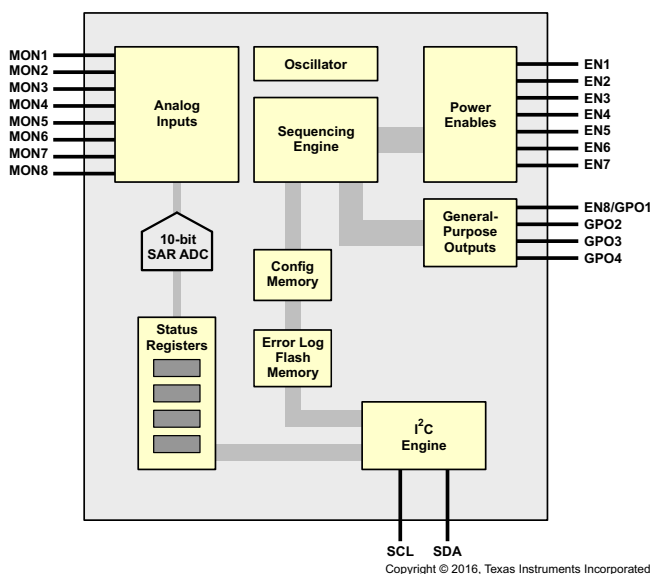 MON1
MON2
MON3
MON4
MON5
MON6
MON7
MON8
Analog
Inputs
Oscillator
Sequencing
Engine
Power
Enables
EN1
EN2
EN3
EN4
EN5
EN6
EN7
General-
Purpose
Outputs
EN8/GPO1
GPO2
GPO3
GPO4
10-bit
SAR ADC
Config
Memory
Status
Registers
Error Log
Flash
Memory
I²C
Engine
SCL SDA
Copyright © 2016, Texas Instruments Incorporated